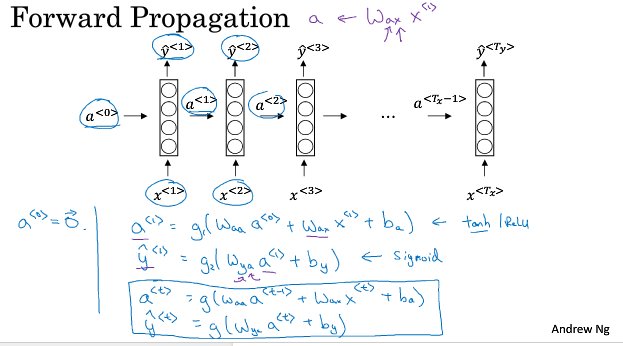 Forward Propagation a ← Wax x<1>
ŷ<1> ŷ<2> ŷ<3> ŷ<Ty>
a<0> a<1> a<2> ... a<Tx−1>
x<1> x<2> x<3> x<Tx>
a<0> = 0⃗.
a<1> = g₁(Waa a<0> + Wax x<1> + ba) ← tanh / ReLU
ŷ<1> = g₂(Wya a<1> + by) ← sigmoid
a<t> = g(Waa a<t-1> + Wax x<t> + ba)
ŷ<t> = g(Wya a<t> + by)
Andrew Ng